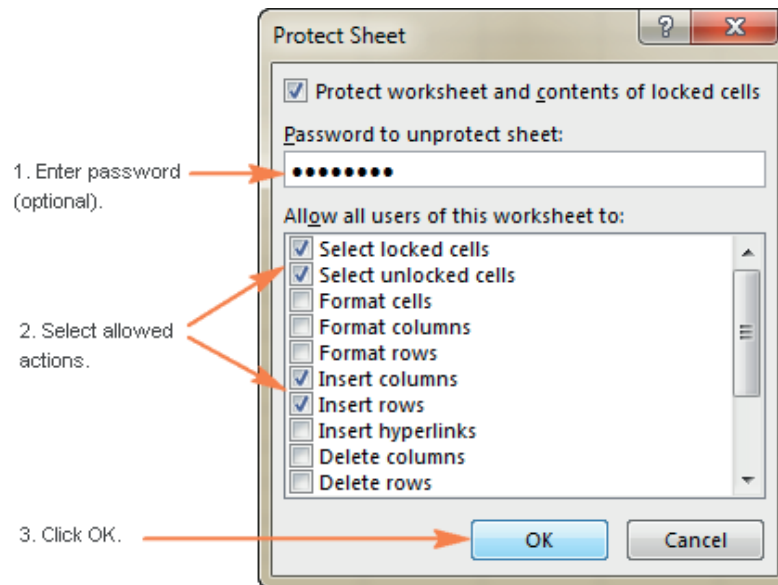 Protect Sheet
Protect worksheet and contents of locked cells
Password to unprotect sheet:
1. Enter password
(optional).
••••••••
Allow all users of this worksheet to:
Select locked cells
Select unlocked cells
Format cells
Format columns
Format rows
Insert columns
Insert rows
Insert hyperlinks
Delete columns
Delete rows
2. Select allowed
actions.
3. Click OK.
OK
Cancel